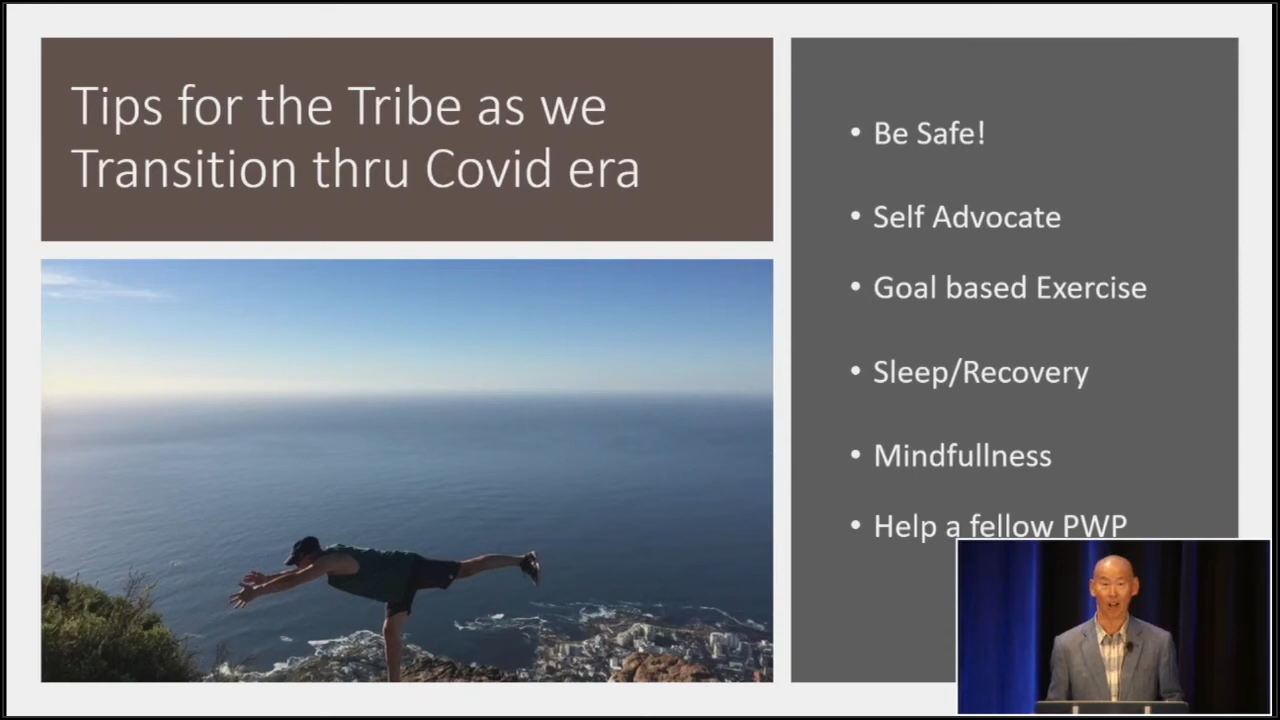 Tips for the Tribe as we
Transition thru Covid era
• Be Safe!
• Self Advocate
• Goal based Exercise
• Sleep/Recovery
• Mindfullness
• Help a fellow PWP